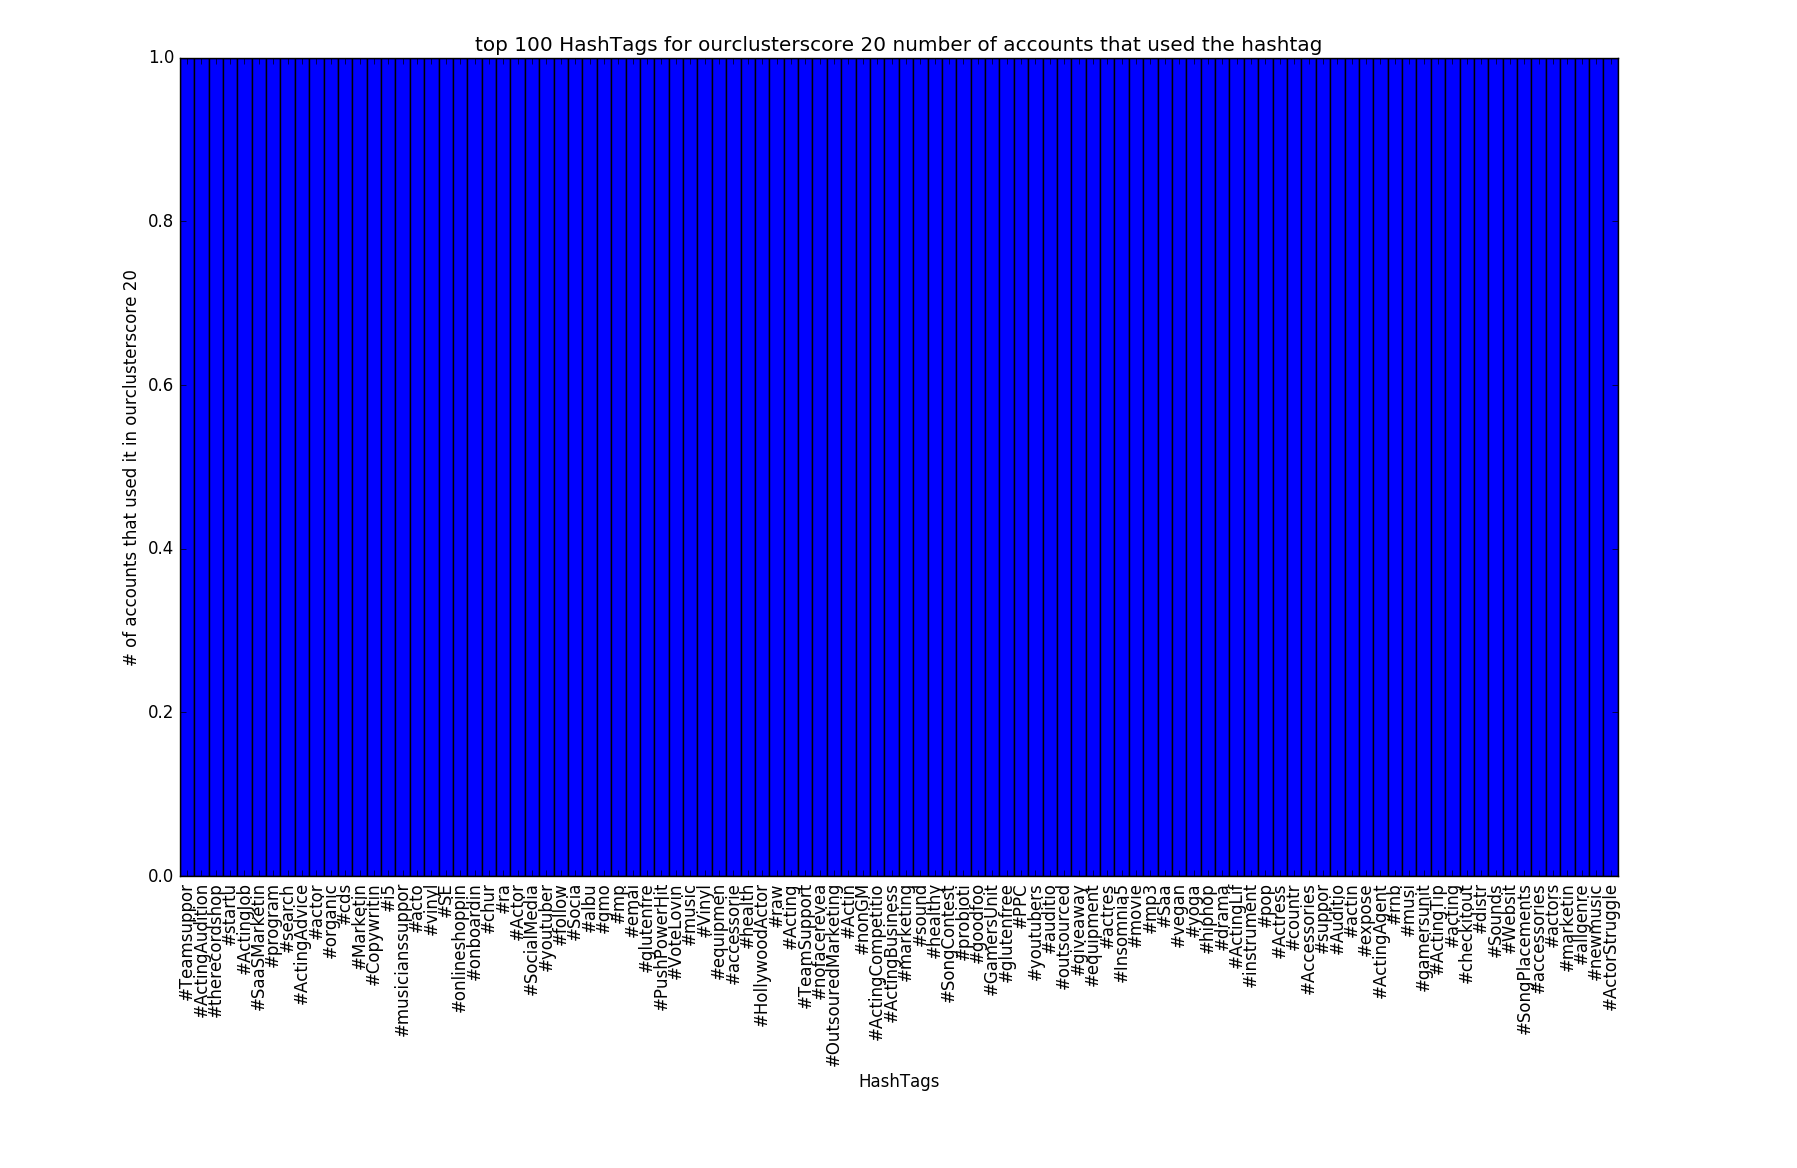 top 100 HashTags for ourclusterscore 20 number of accounts that used the hashtag
1.0
0.8
0.6
0.4
0.2
0.0
# of accounts that used it in ourclusterscore 20
#Teamsuppor
#ActingAudition
#therecordshop
#startu
#ActingJob
#SaaSMarketin
#program
#search
#ActingAdvice
#actor
#organic
#cds
#Marketin
#Copywritin
#i5
#musicianssuppor
#acto
#vinyl
#SE
#onlineshoppin
#onboardin
#chur
#ra
#Actor
#SocialMedia
#youtuber
#follow
#Socia
#albu
#gmo
#mp
#emai
#glutenfre
#PushPowerHit
#VoteLovin
#music
#Vinyl
#equipmen
#accessorie
#health
#HollywoodActor
#raw
#Acting
#TeamSupport
#nofacerevea
#OutsouredMarketing
#Actin
#nonGM
#ActingCompetitio
#ActingBusiness
#marketing
#sound
#healthy
#SongContest
#probioti
#goodfoo
#GamersUnit
#glutenfree
#PPC
#youtubers
#auditio
#outsourced
#giveaway
#equipment
#actres
#Insomnia5
#movie
#mp3
#Saa
#vegan
#yoga
#hiphop
#drama
#ActingLif
#instrument
#pop
#Actress
#countr
#Accessories
#suppor
#Auditio
#actin
#expose
#ActingAgent
#rnb
#musi
#gamersunit
#ActingTip
#acting
#checkitout
#distr
#Sounds
#Websit
#SongPlacements
#accessories
#actors
#marketin
#allgenre
#newmusic
#ActorStruggle
HashTags